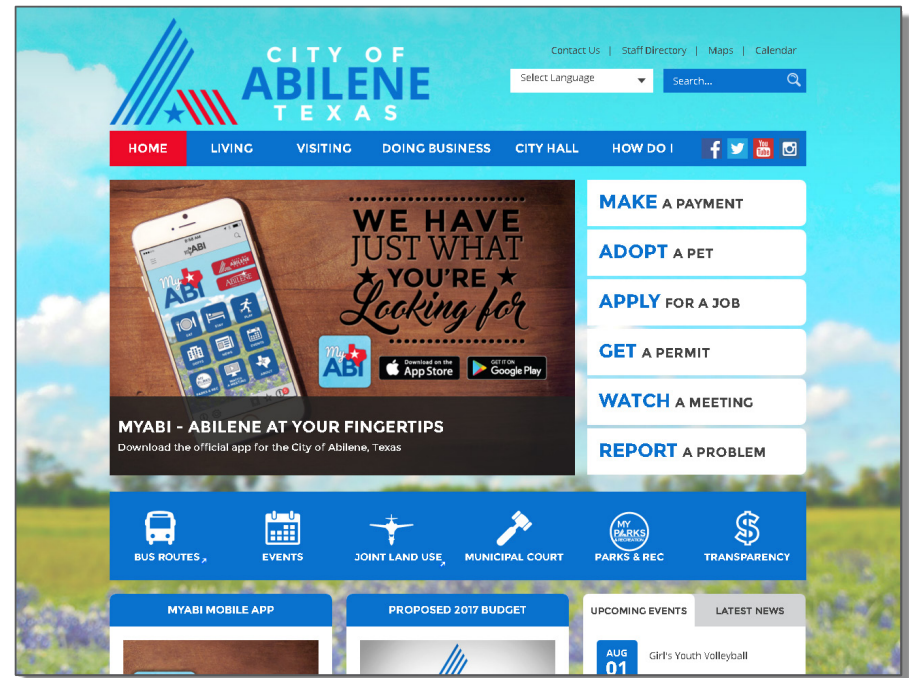 CITY OF
ABILENE
TEXAS
Contact Us | Staff Directory | Maps | Calendar
Select Language
Search...
HOME LIVING VISITING DOING BUSINESS CITY HALL HOW DO I
You
Tube
WE HAVE
JUST WHAT
YOU'RE
Looking for
My
ABI
Download on the
App Store
GET IT ON
Google Play
MYABI - ABILENE AT YOUR FINGERTIPS
Download the official app for the City of Abilene, Texas
MAKE A PAYMENT
ADOPT A PET
APPLY FOR A JOB
GET A PERMIT
WATCH A MEETING
REPORT A PROBLEM
MY
PARKS
& RECREATION
BUS ROUTES
EVENTS
JOINT LAND USE
MUNICIPAL COURT
PARKS & REC
TRANSPARENCY
MYABI MOBILE APP
PROPOSED 2017 BUDGET
UPCOMING EVENTS
LATEST NEWS
AUG
01
Girl's Youth Volleyball